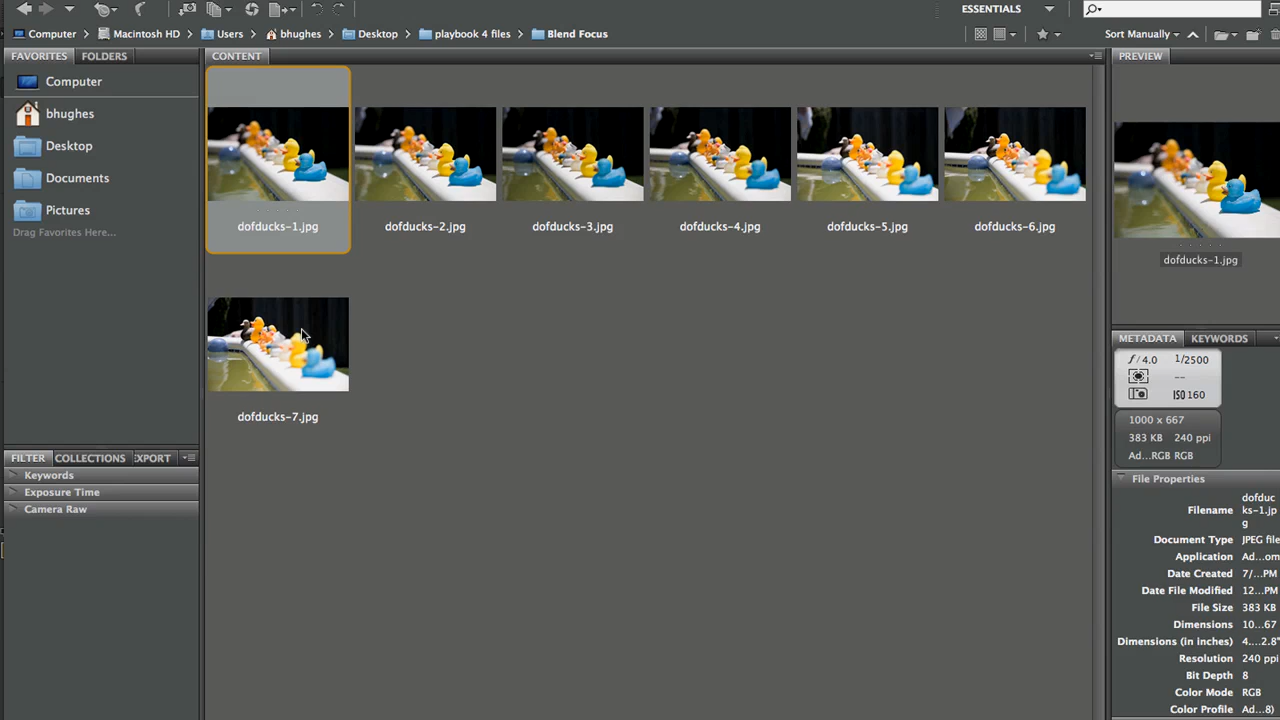 ESSENTIALS
Computer
Macintosh HD
Users
bhughes
Desktop
playbook 4 files
Blend Focus
Sort Manually
FAVORITES
FOLDERS
Computer
bhughes
Desktop
Documents
Pictures
Drag Favorites Here...
FILTER
COLLECTIONS
EXPORT
Keywords
Exposure Time
Camera Raw
CONTENT
dofducks-1.jpg
dofducks-2.jpg
dofducks-3.jpg
dofducks-4.jpg
dofducks-5.jpg
dofducks-6.jpg
dofducks-7.jpg
PREVIEW
dofducks-1.jpg
METADATA
KEYWORDS
f/4.0 1/2500
--
ISO160
1000 x 667
383 KB 240 ppi
Ad...RGB RGB
File Properties
Filename dofduc
ks-1.jp
g
Document Type JPEG file
Application Ad...om
Date Created 7/...PM
Date File Modified 12...PM
File Size 383 KB
Dimensions 10...67
Dimensions (in inches) 4....2.8"
Resolution 240 ppi
Bit Depth 8
Color Mode RGB
Color Profile Ad...8)